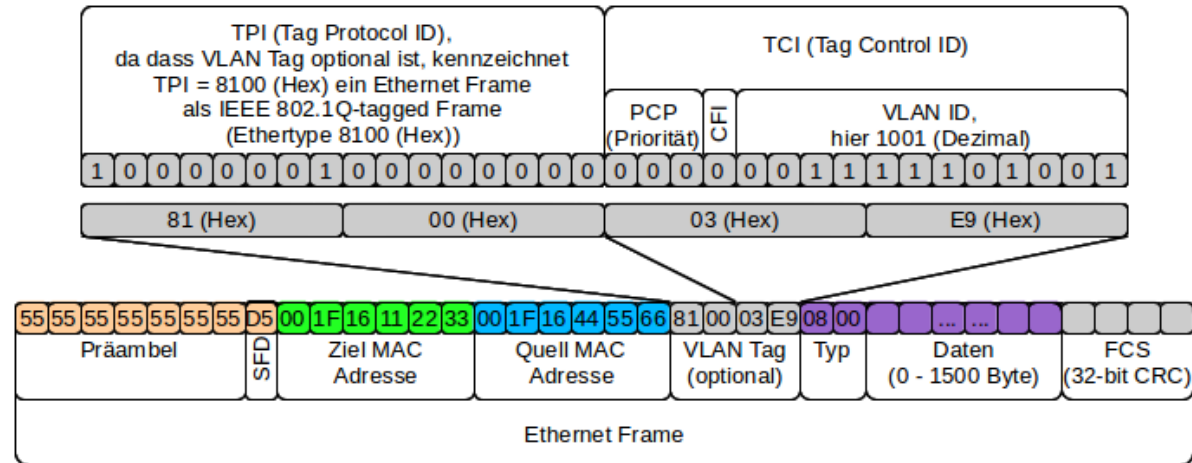 TPI (Tag Protocol ID),
da dass VLAN Tag optional ist, kennzeichnet
TPI = 8100 (Hex) ein Ethernet Frame
als IEEE 802.1Q-tagged Frame
(Ethertype 8100 (Hex))
TCI (Tag Control ID)
PCP
(Priorität)
CFI
VLAN ID,
hier 1001 (Dezimal)
1 0 0 0 0 0 0 1 0 0 0 0 0 0 0 0 0 0 0 0 0 0 1 1 1 1 1 0 1 0 0 1
81 (Hex) 00 (Hex) 03 (Hex) E9 (Hex)
55 55 55 55 55 55 55 D5 00 1F 16 11 22 33 00 1F 16 44 55 66 81 00 03 E9 08 00 ... ...
Präambel
SFD
Ziel MAC
Adresse
Quell MAC
Adresse
VLAN Tag
(optional)
Typ
Daten
(0 - 1500 Byte)
FCS
(32-bit CRC)
Ethernet Frame